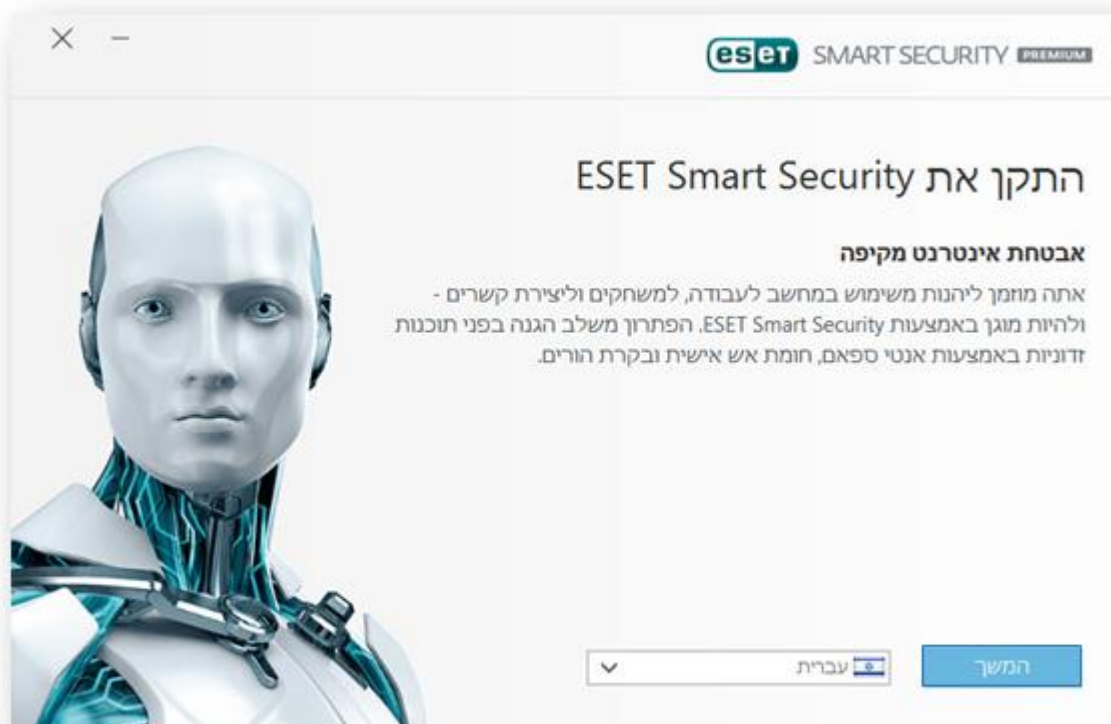 eset SMART SECURITY PREMIUM
התקן את ESET Smart Security
אבטחת אינטרנט מקיפה
אתה מוזמן ליהנות משימוש במחשב לעבודה, למשחקים וליצירת קשרים -
ולהיות מוגן באמצעות ESET Smart Security. הפתרון משלב הגנה בפני תוכנות
זדוניות באמצעות אנטי ספאם, חומת אש אישית ובקרת הורים.
המשך
עברית